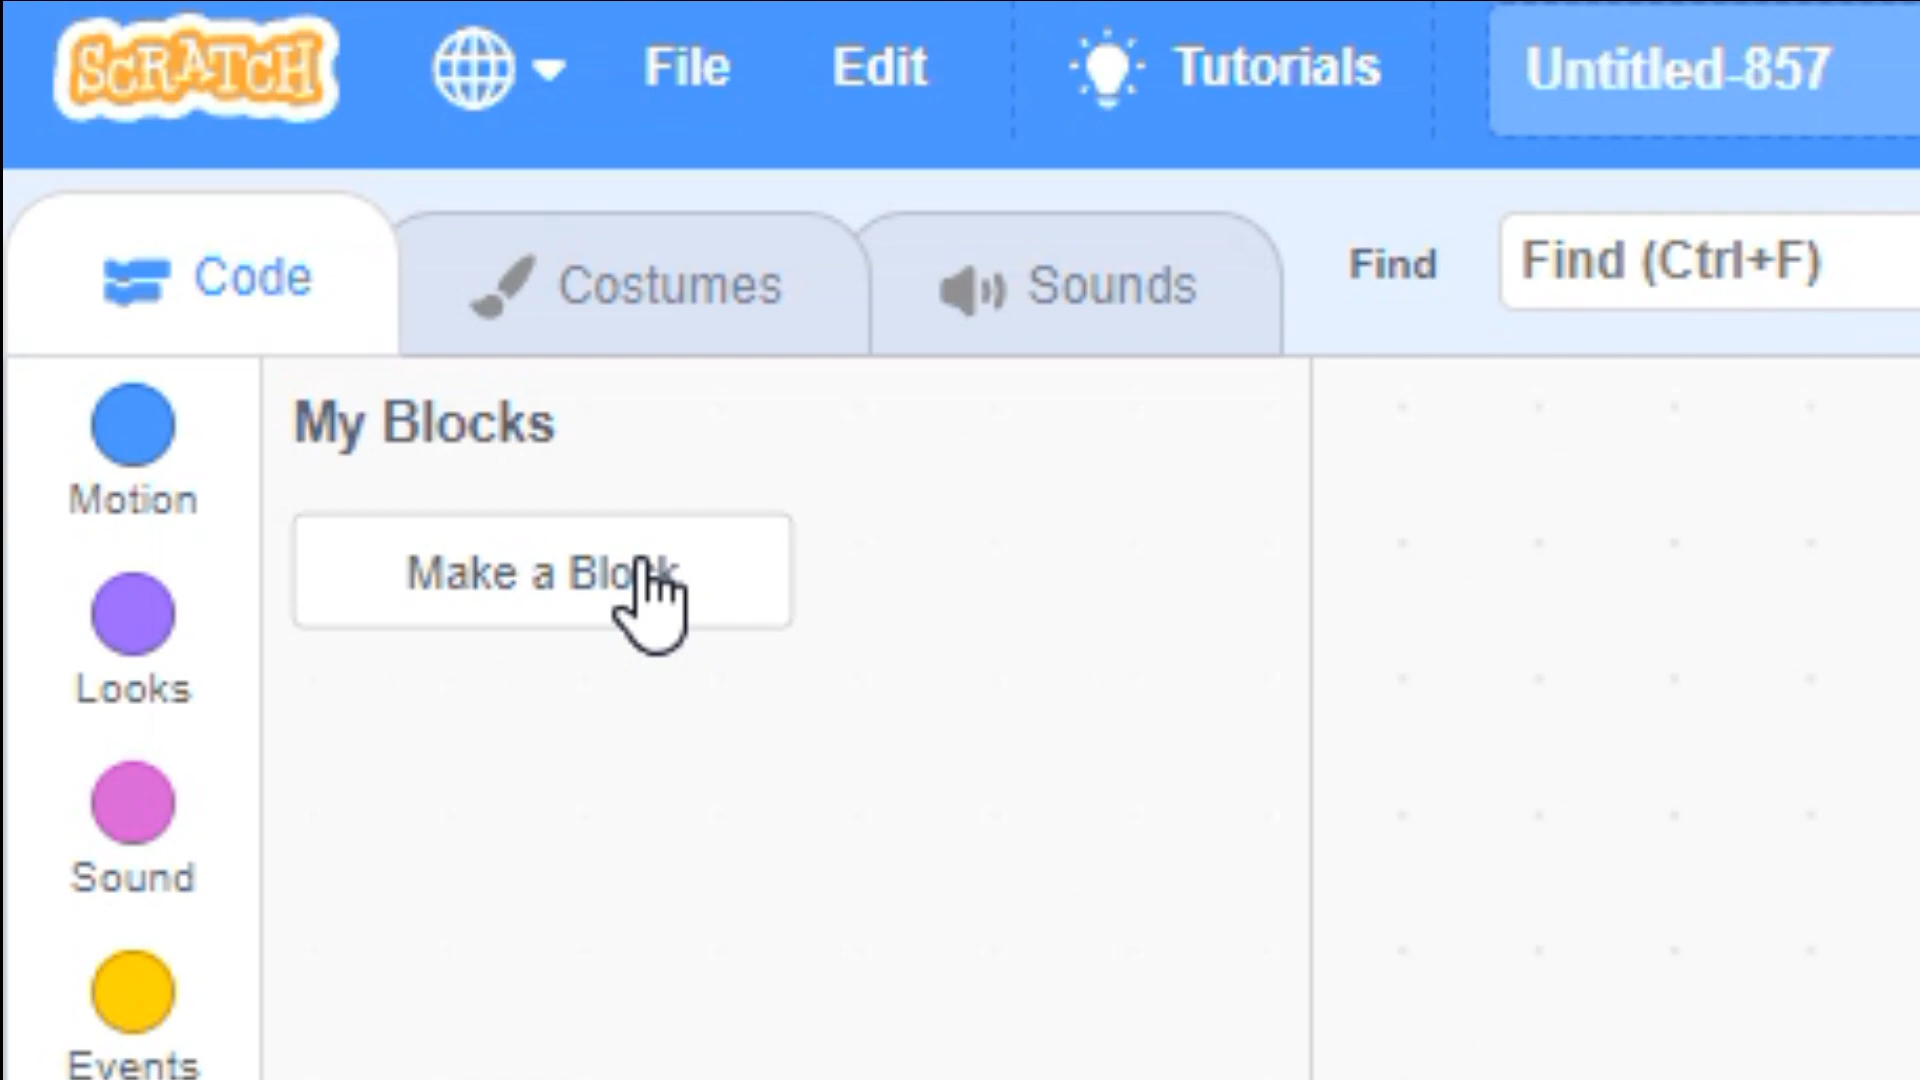 SCRATCH File Edit Tutorials Untitled-857
Code Costumes Sounds Find Find (Ctrl+F)
My Blocks
Motion
Make a Block
Looks
Sound
Events